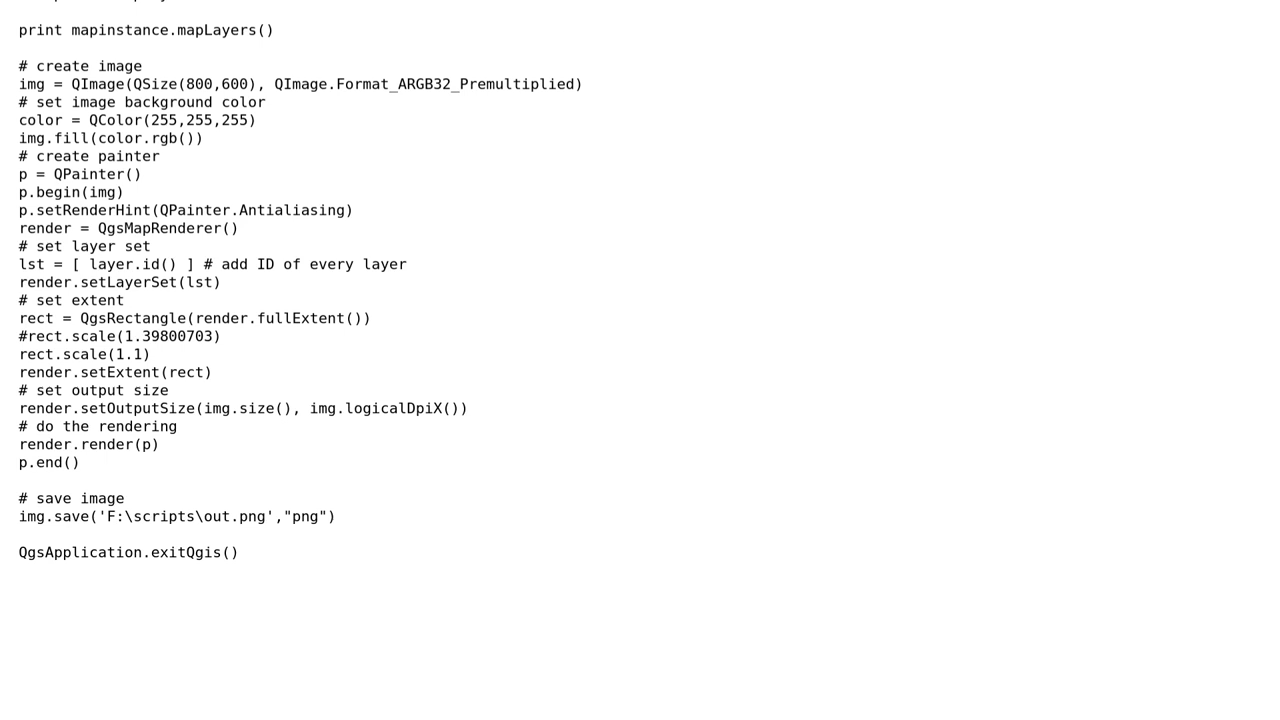 print mapinstance.mapLayers()
# create image
img = QImage(QSize(800,600), QImage.Format_ARGB32_Premultiplied)
# set image background color
color = QColor(255,255,255)
img.fill(color.rgb())
# create painter
p = QPainter()
p.begin(img)
p.setRenderHint(QPainter.Antialiasing)
render = QgsMapRenderer()
# set layer set
lst = [ layer.id() ] # add ID of every layer
render.setLayerSet(lst)
# set extent
rect = QgsRectangle(render.fullExtent())
#rect.scale(1.39800703)
rect.scale(1.1)
render.setExtent(rect)
# set output size
render.setOutputSize(img.size(), img.logicalDpiX())
# do the rendering
render.render(p)
p.end()
# save image
img.save('F:\scripts\out.png',"png")
QgsApplication.exitQgis()